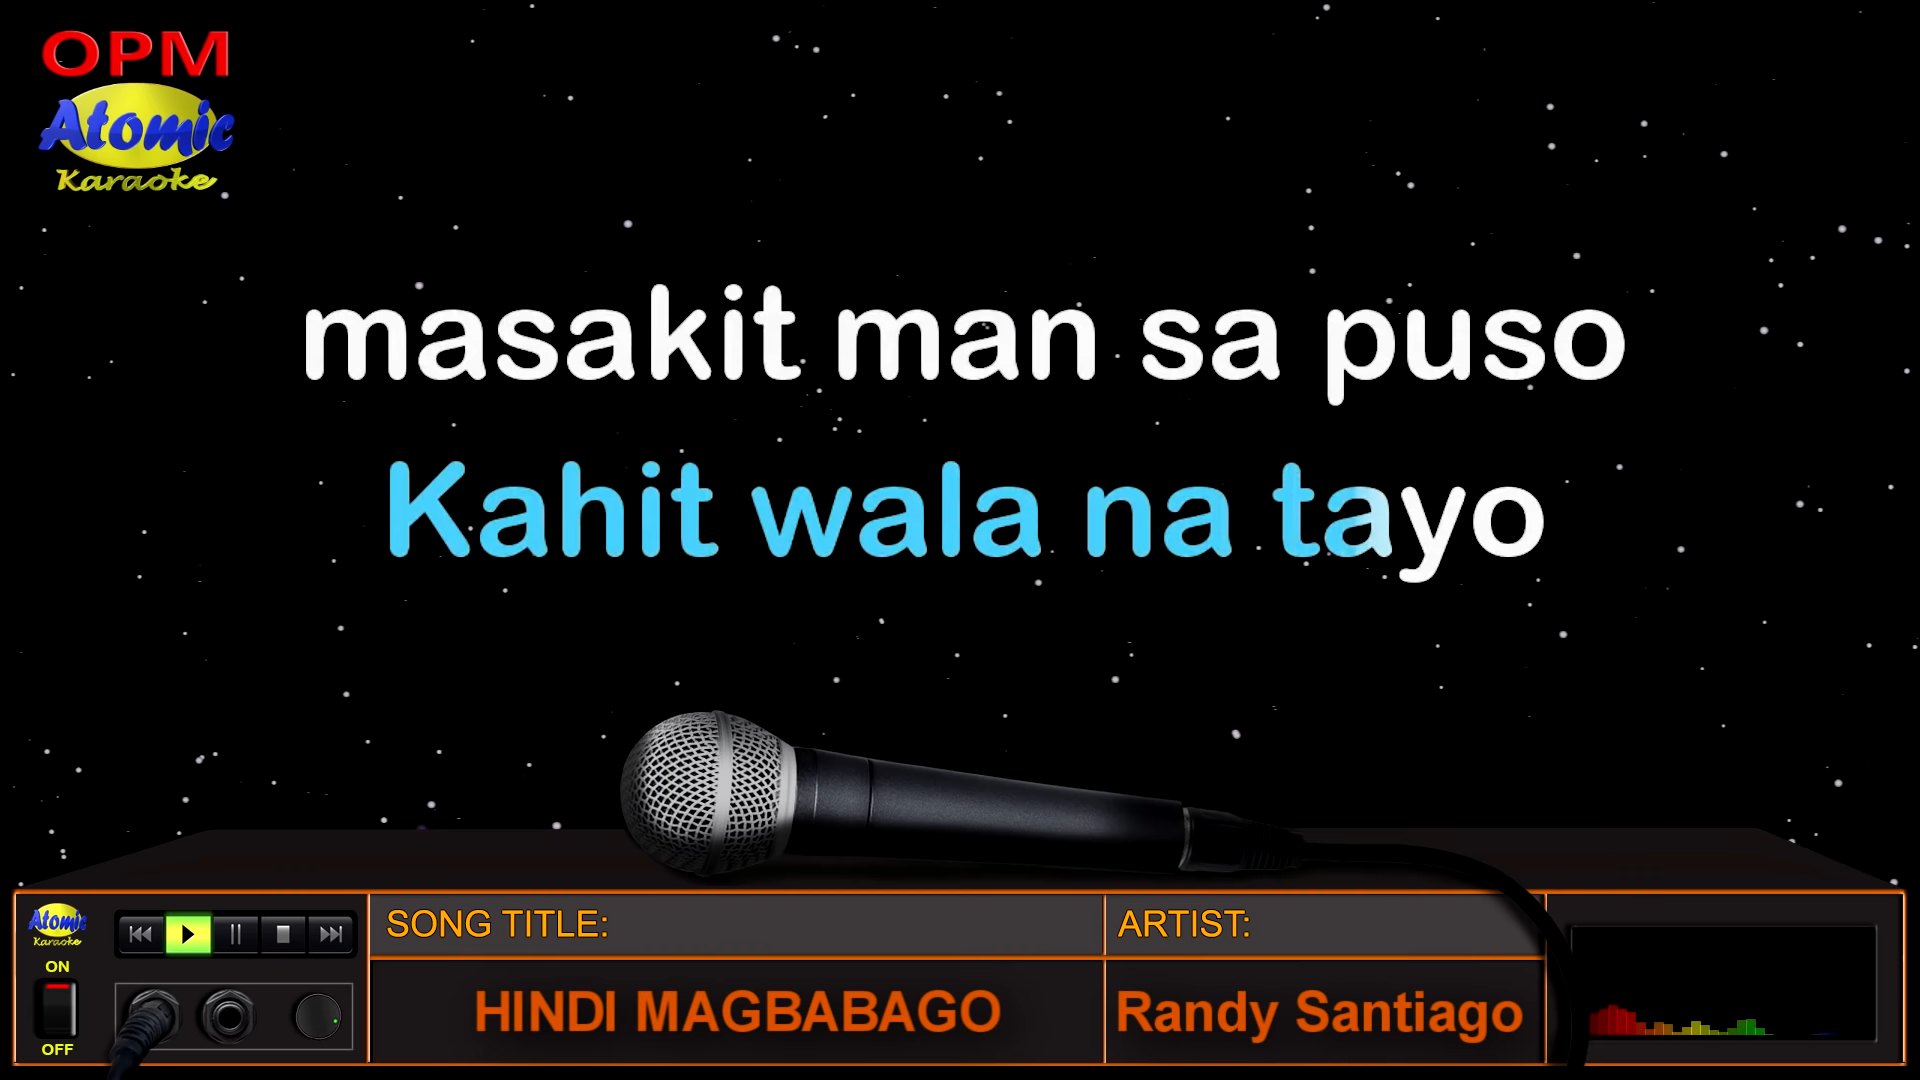 OPM
Atomic
Karaoke
masakit man sa puso
Kahit wala na tayo
Atomic
Karaoke
ON
OFF
SONG TITLE:
HINDI MAGBABAGO
ARTIST:
Randy Santiago